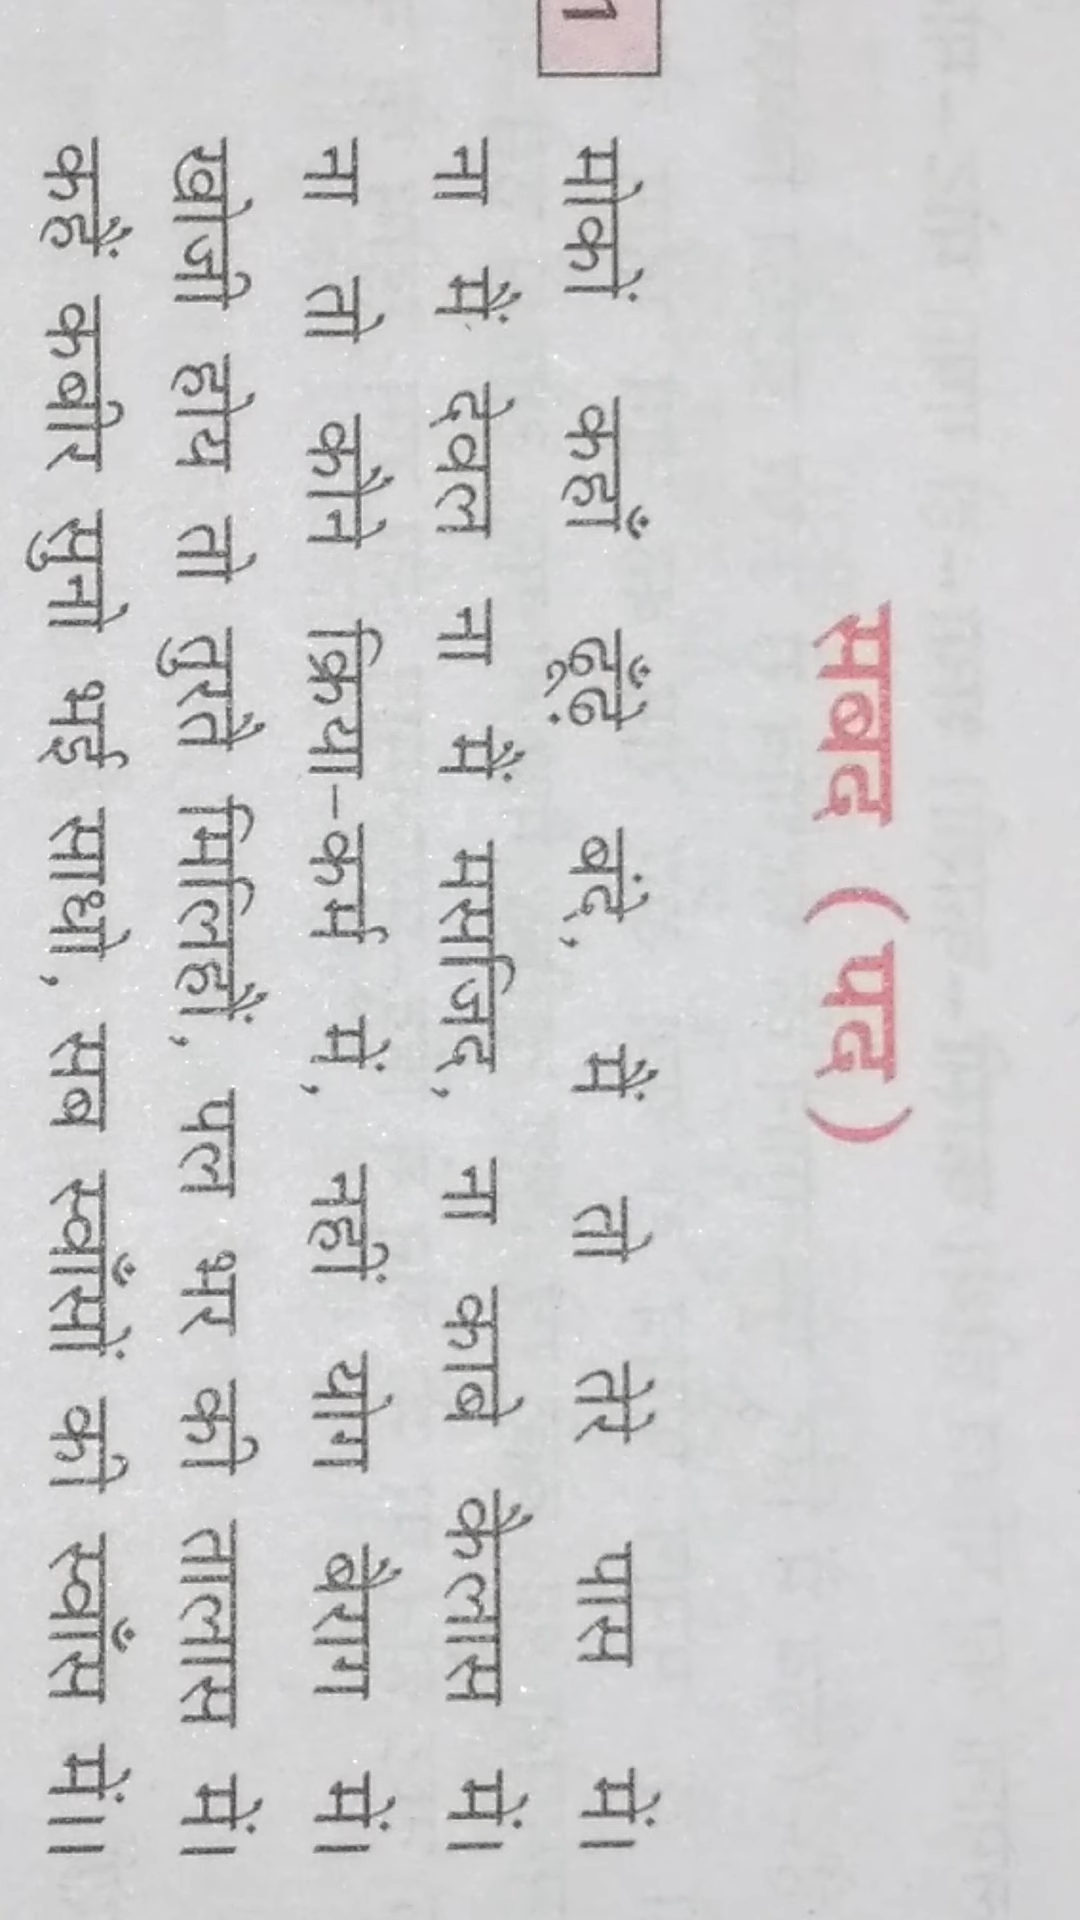 सबद (पद)
1
मोकों कहाँ ढूँढ़े बंदे, मैं तो तेरे पास में।
ना मैं देवल ना मैं मसजिद, ना काबे कैलास में।
ना तो कौने क्रिया-कर्म में, नहीं योग बैराग में।
खोजी होय तो तुरतै मिलिहौं, पल भर की तालास में।
कहैं कबीर सुनो भई साधो, सब स्वाँसों की स्वाँस में।।